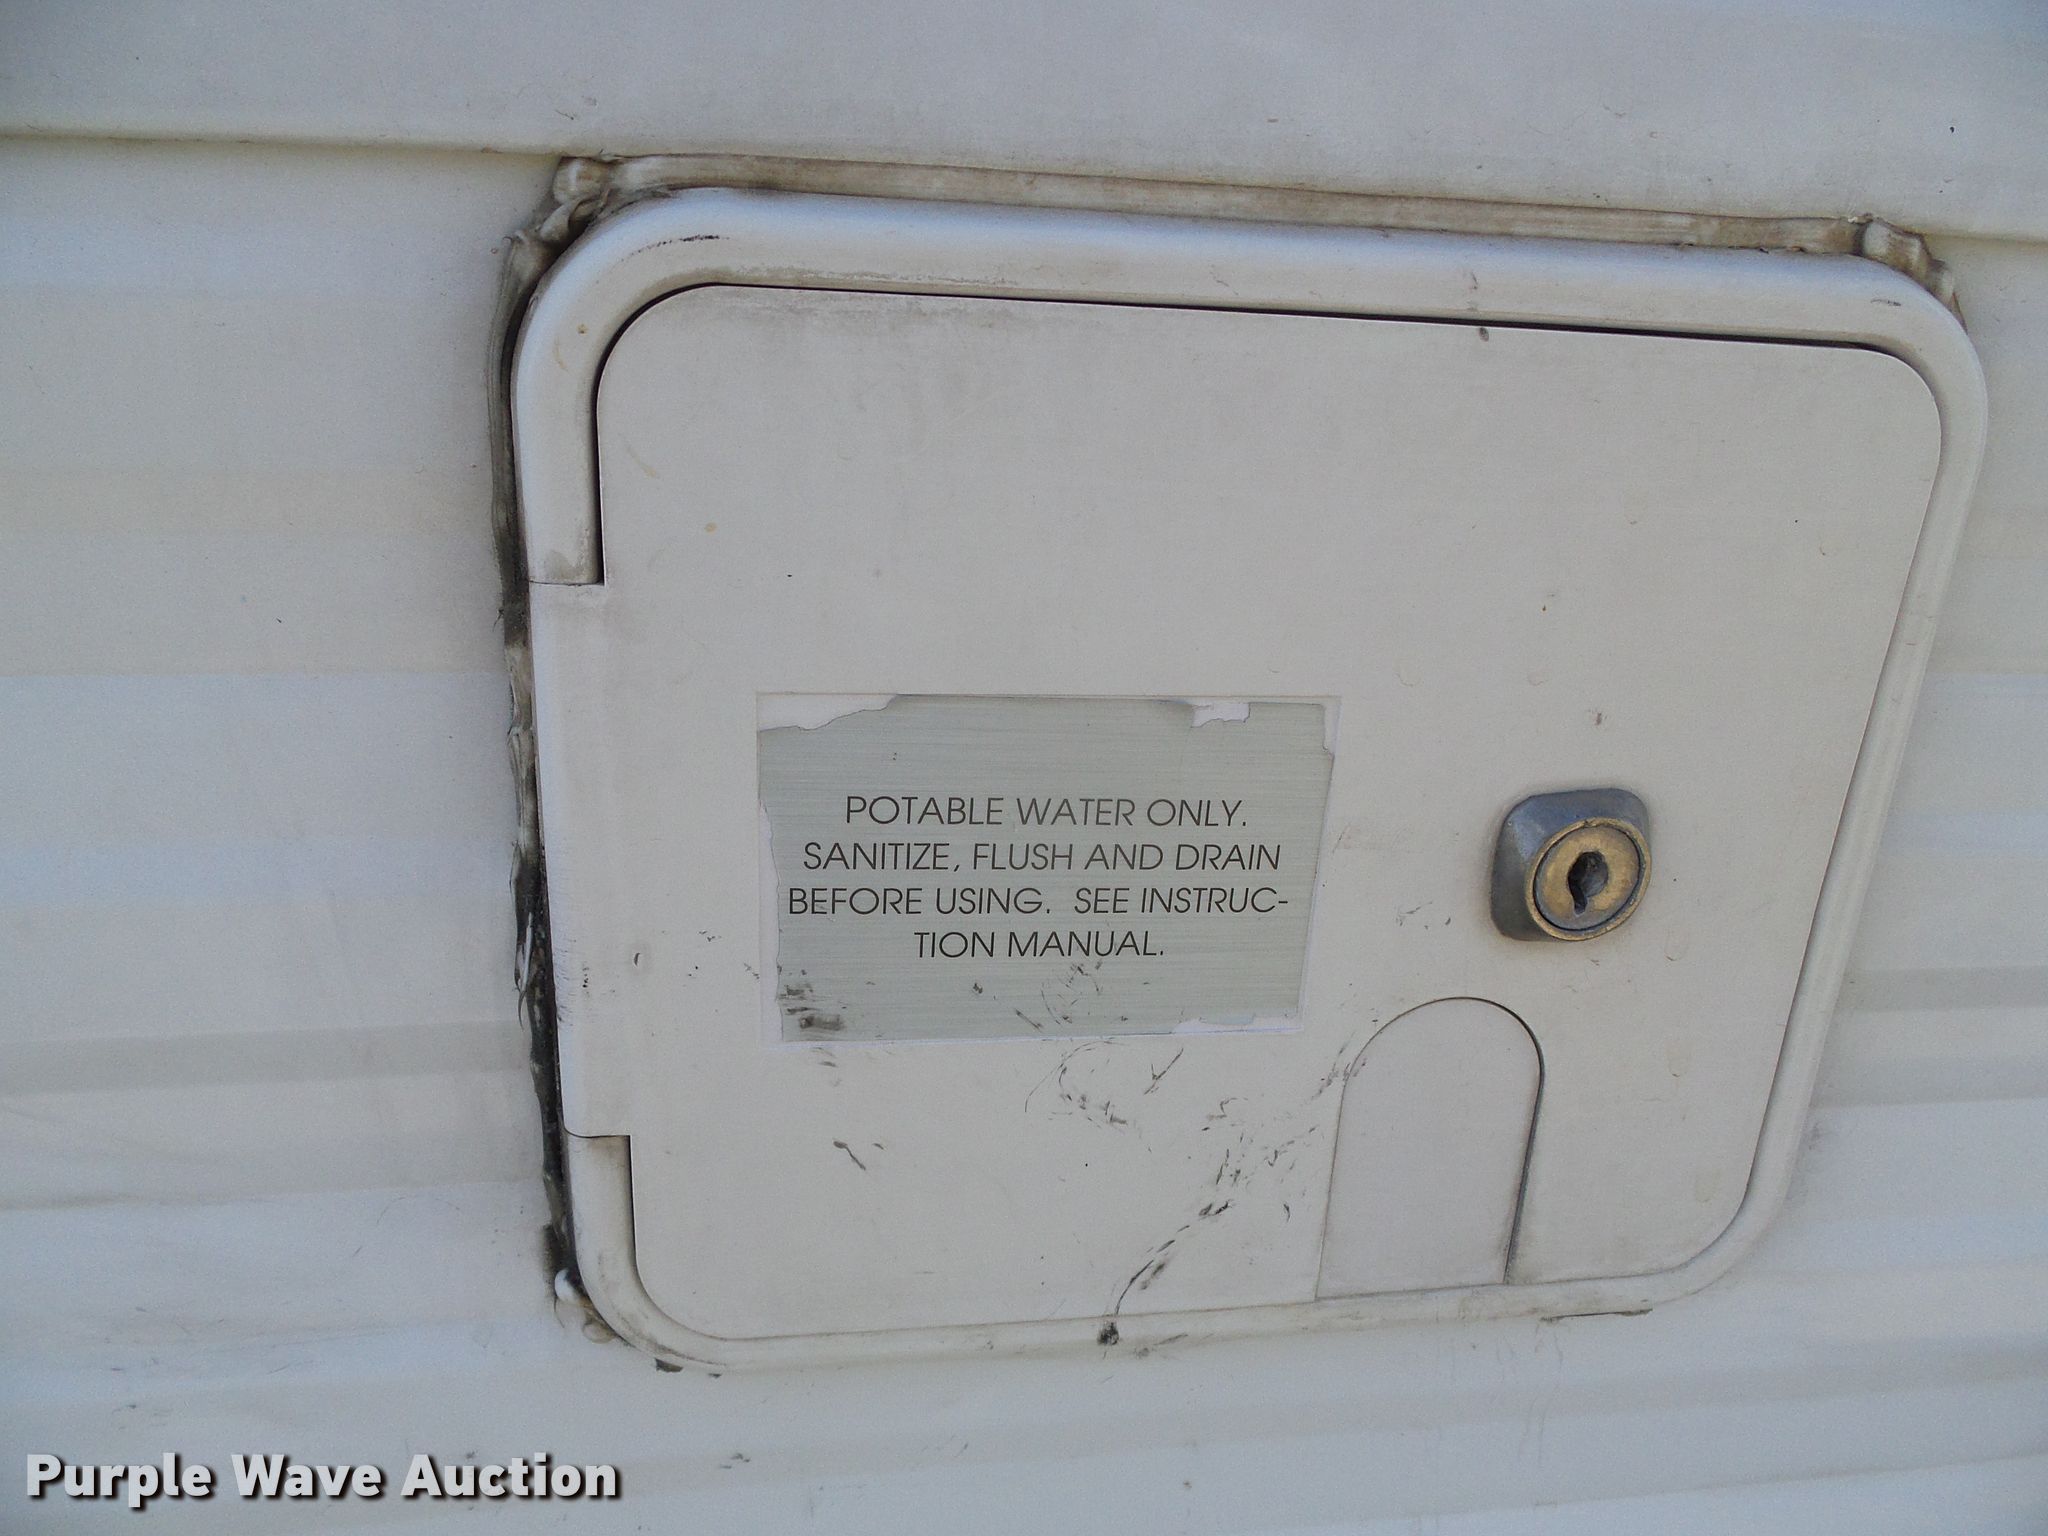 POTABLE WATER ONLY.
SANITIZE, FLUSH AND DRAIN
BEFORE USING. SEE INSTRUC-
TION MANUAL.
Purple Wave Auction